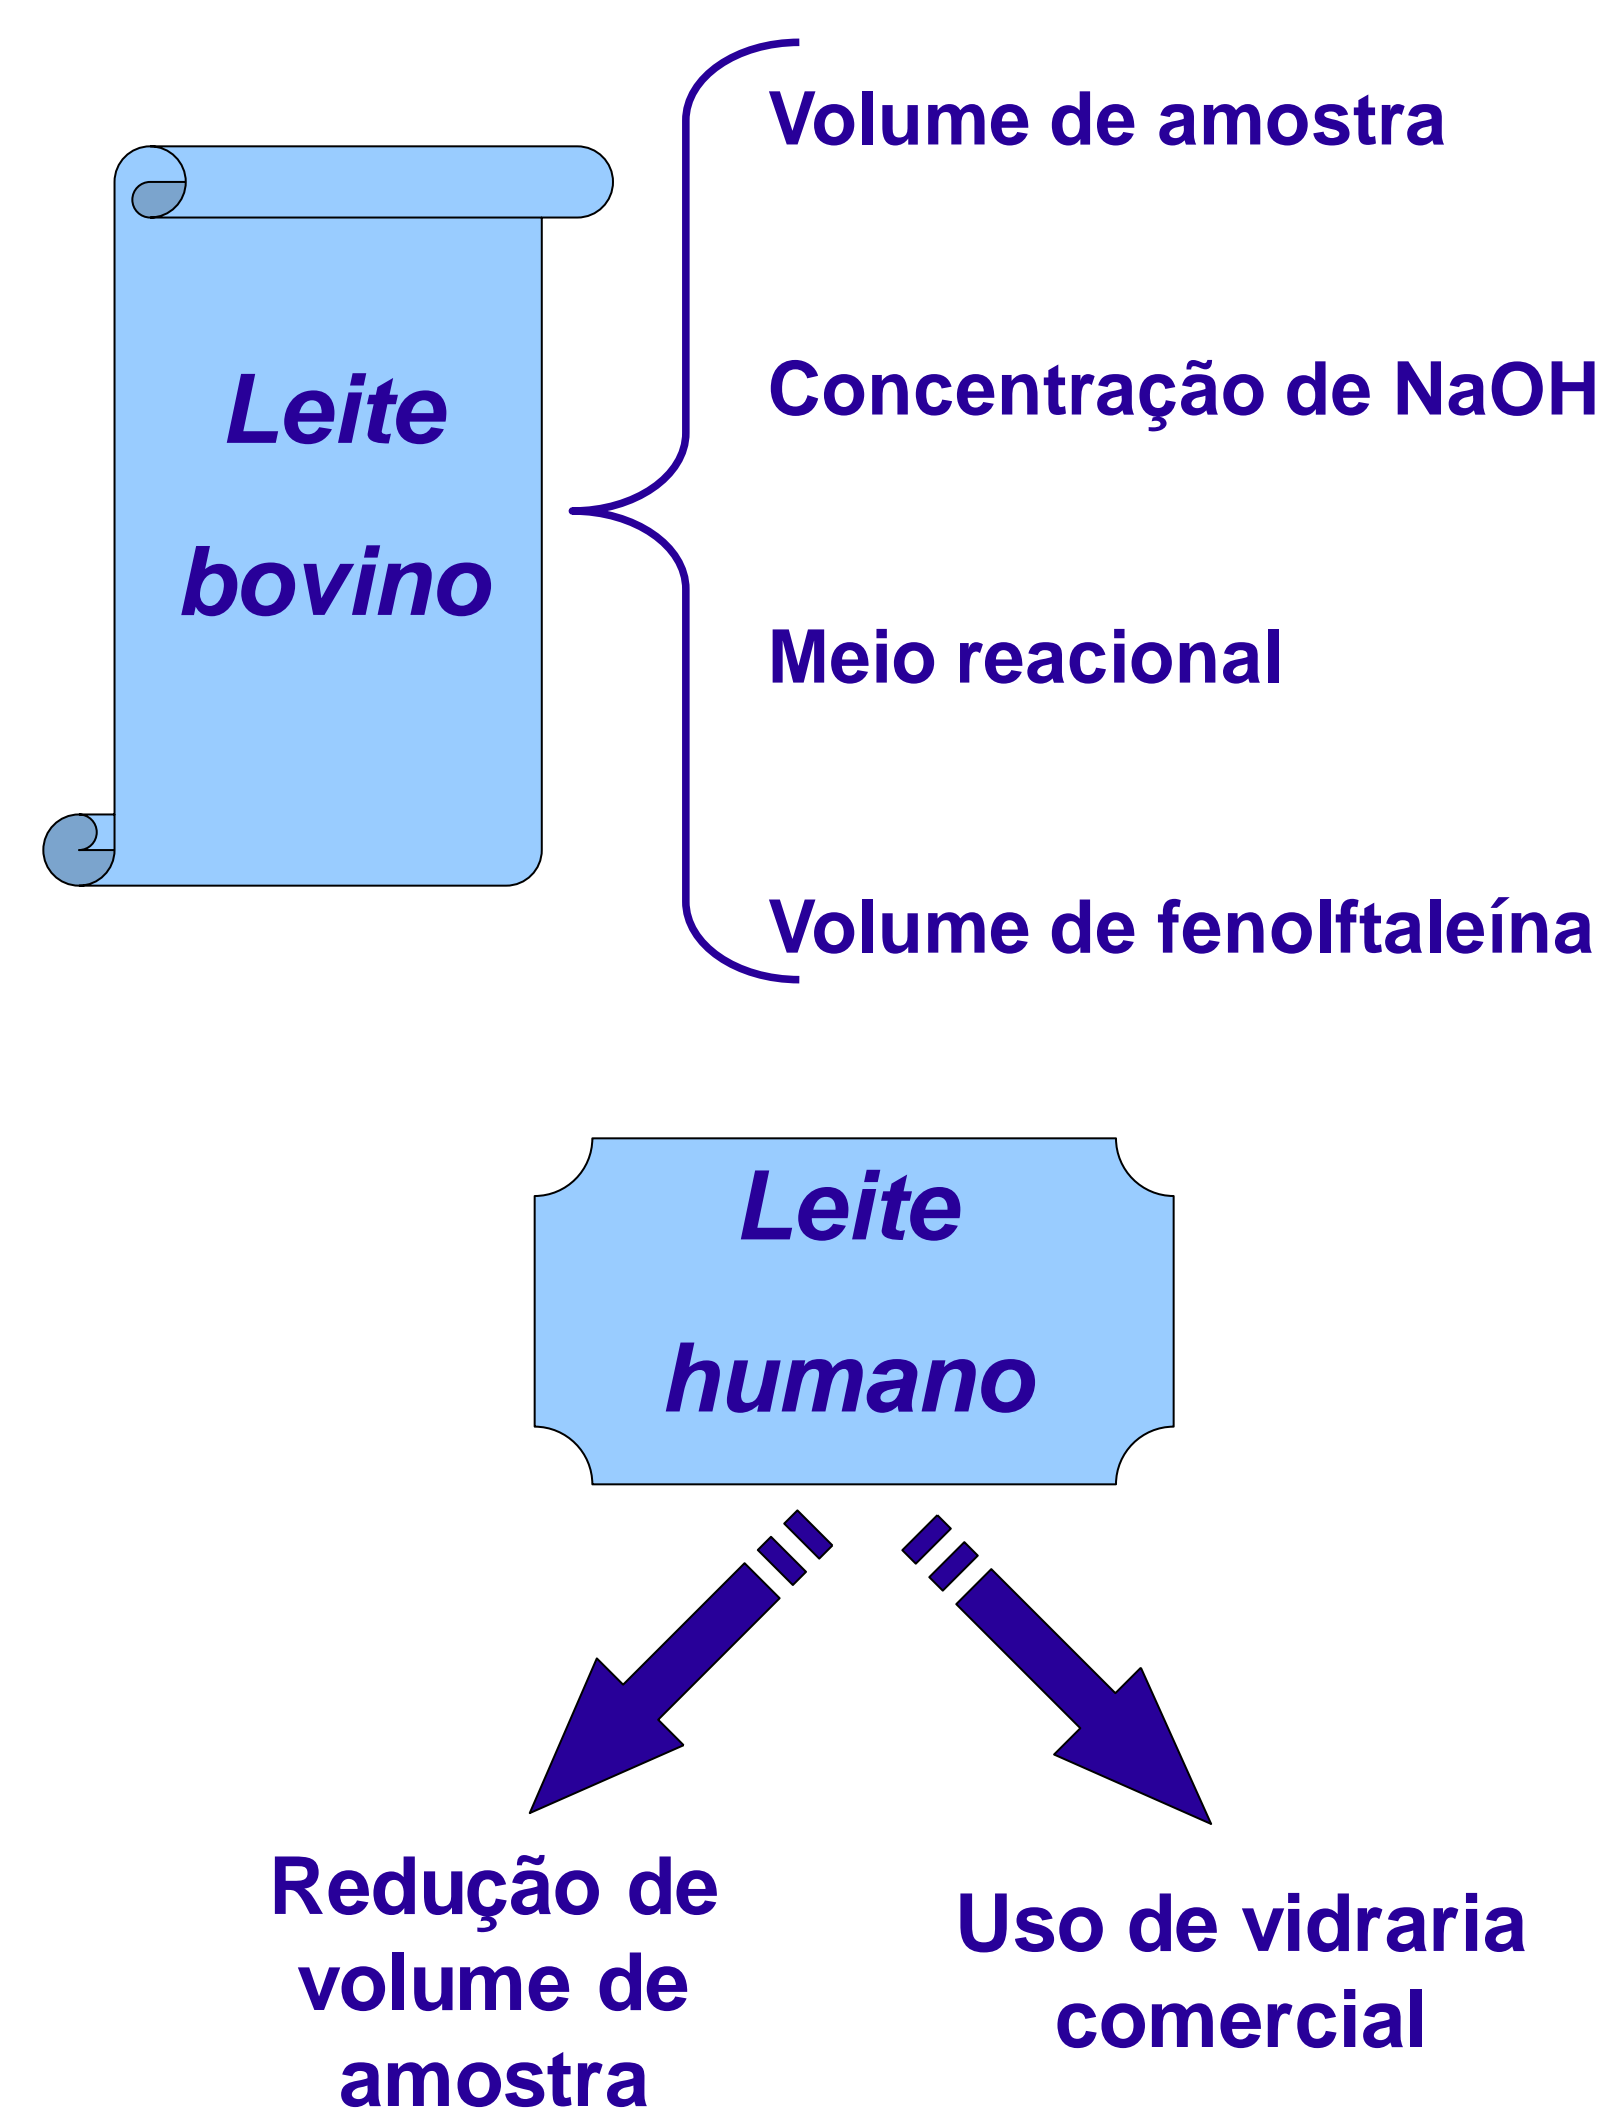 Leite
bovino
Volume de amostra
Concentração de NaOH
Meio reacional
Volume de fenolftaleína
Leite
humano
Redução de
volume de
amostra
Uso de vidraria
comercial